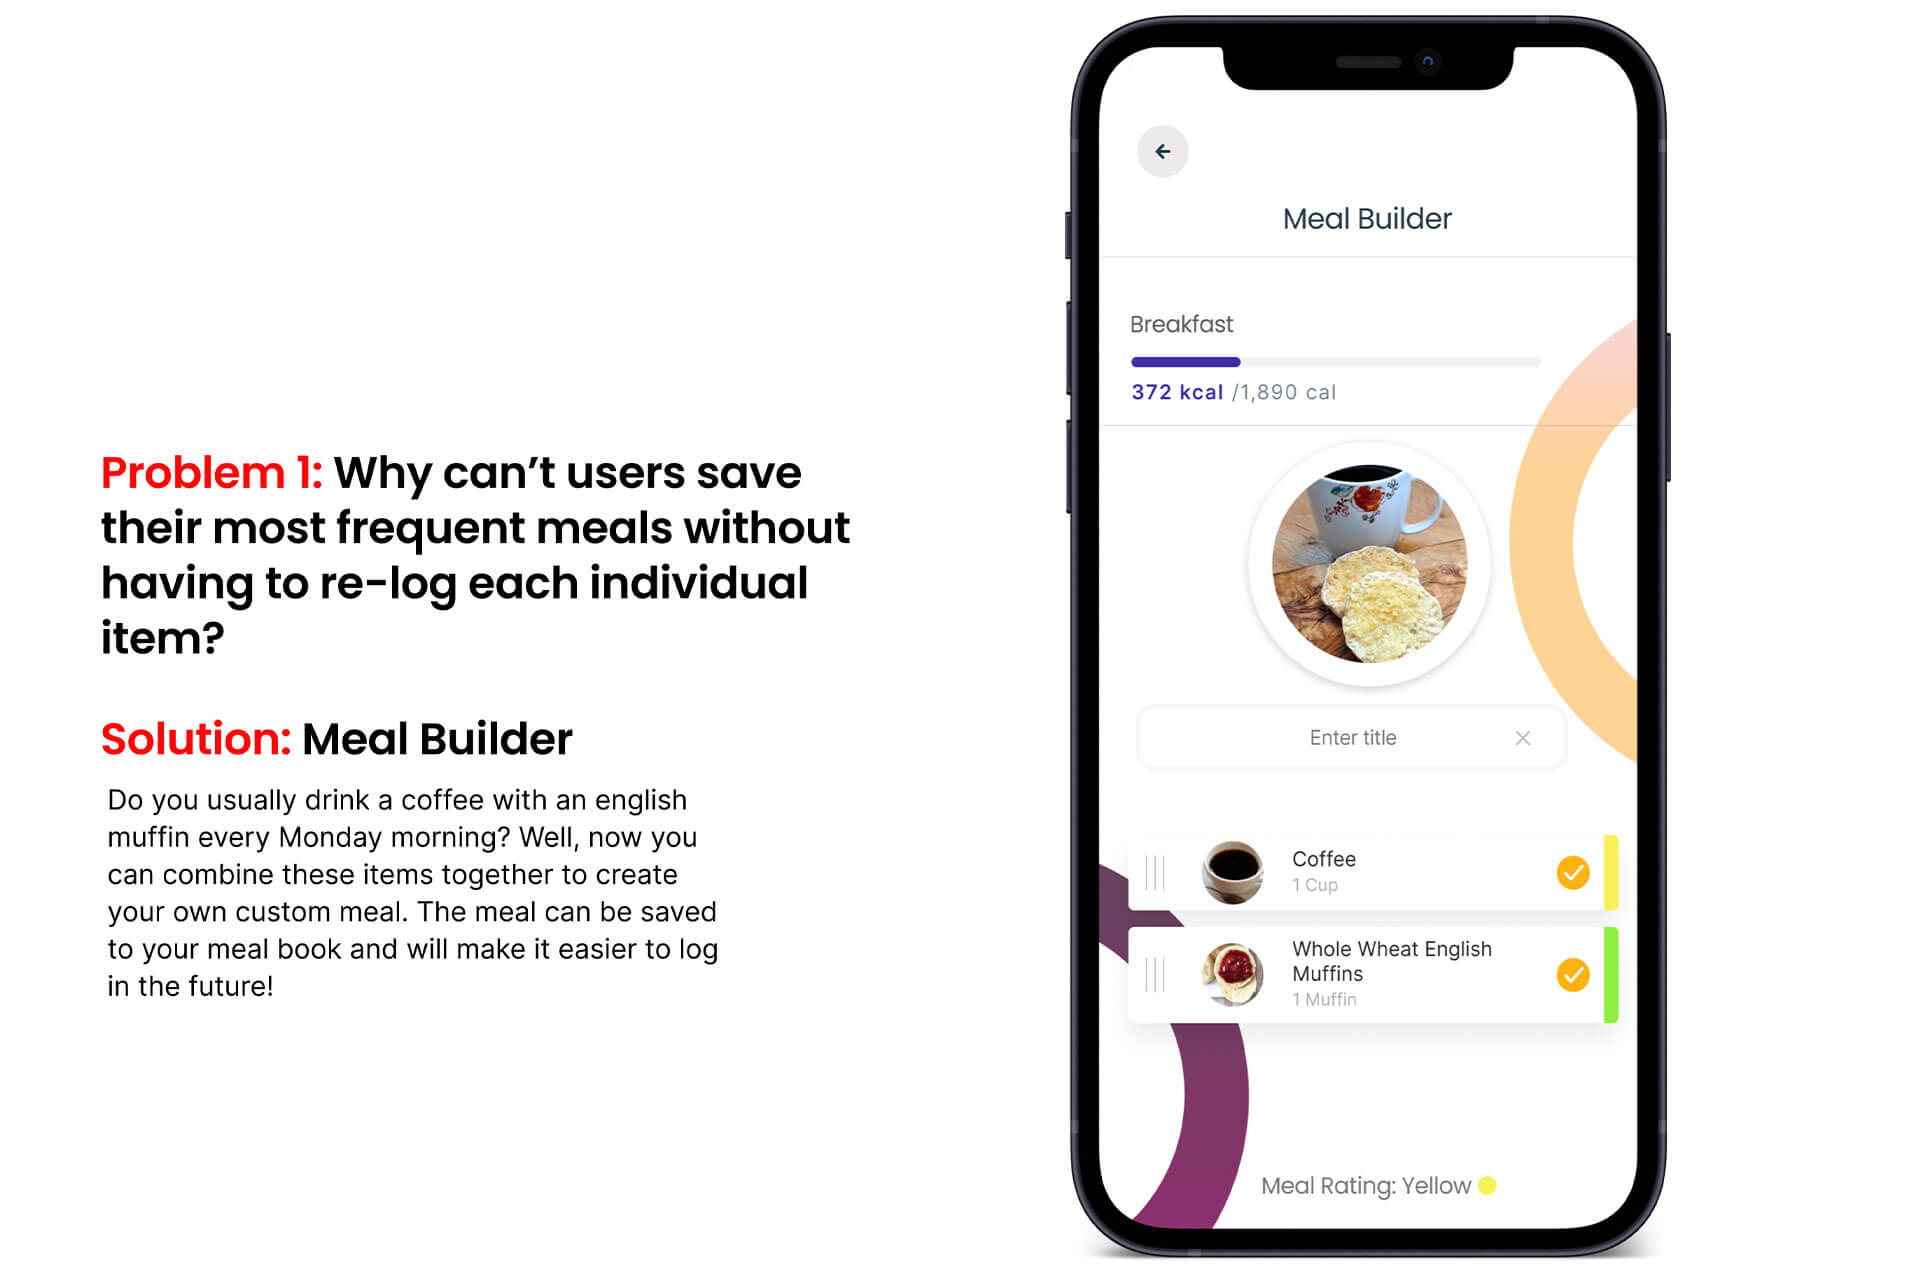 Problem 1: Why can't users save
their most frequent meals without
having to re-log each individual
item?
Solution: Meal Builder
Do you usually drink a coffee with an english
muffin every Monday morning? Well, now you
can combine these items together to create
your own custom meal. The meal can be saved
to your meal book and will make it easier to log
in the future!
Meal Builder
Breakfast
372 kcal /1,890 cal
Enter title
Coffee
1 Cup
Whole Wheat English
Muffins
1 Muffin
Meal Rating: Yellow